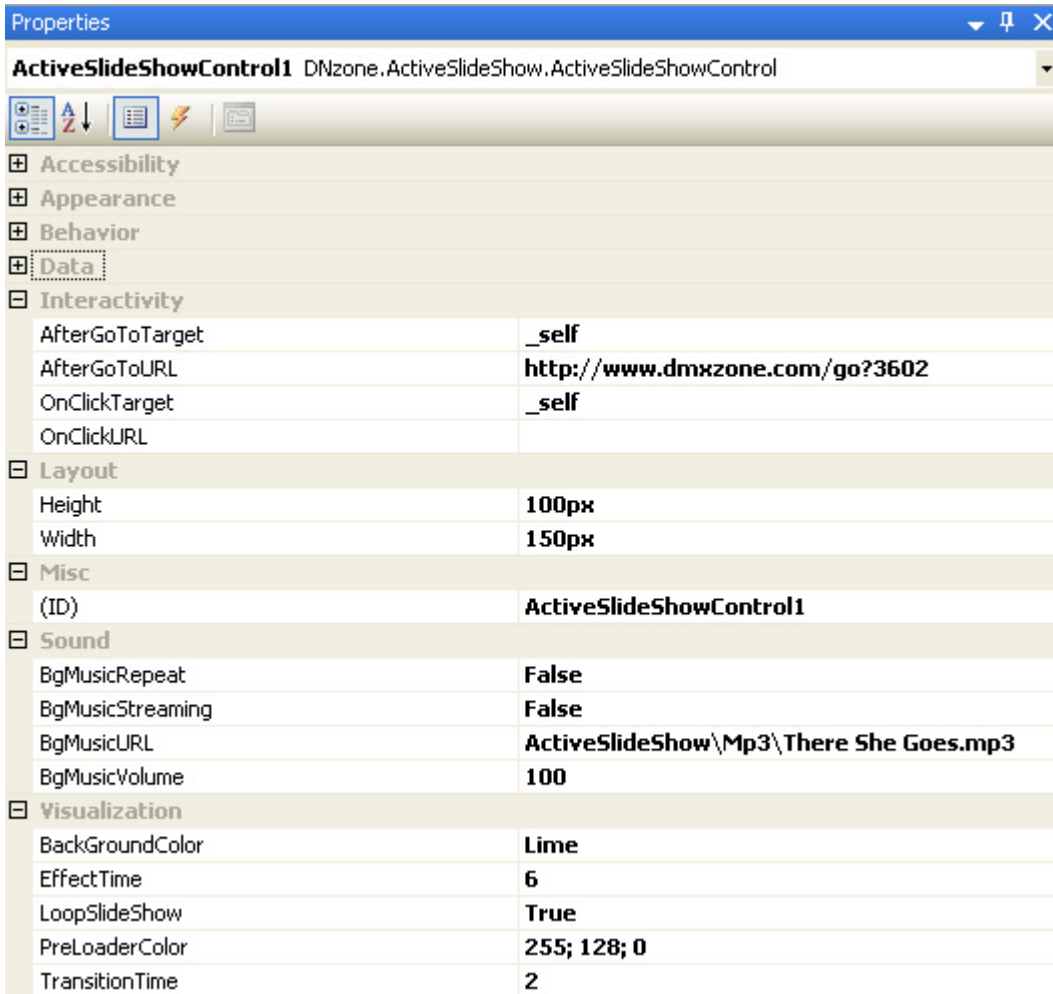 Properties
ActiveSlideShowControl1 DNzone.ActiveSlideShow.ActiveSlideShowControl
Accessibility
Appearance
Behavior
Data
Interactivity
AfterGoToTarget _self
AfterGoToURL http://www.dmxzone.com/go?3602
OnClickTarget _self
OnClickURL
Layout
Height 100px
Width 150px
Misc
(ID) ActiveSlideShowControl1
Sound
BgMusicRepeat False
BgMusicStreaming False
BgMusicURL ActiveSlideShow\Mp3\There She Goes.mp3
BgMusicVolume 100
Visualization
BackGroundColor Lime
EffectTime 6
LoopSlideShow True
PreLoaderColor 255; 128; 0
TransitionTime 2